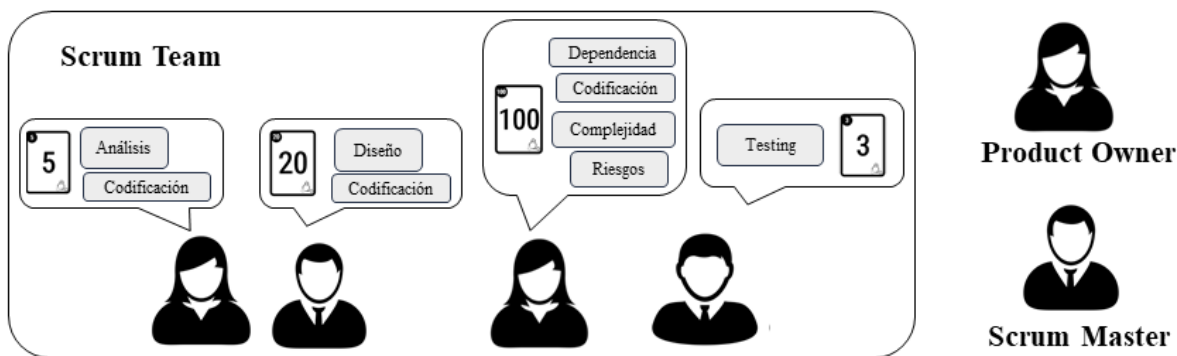 Scrum Team
5
Análisis
Codificación
20
Diseño
Codificación
100
Dependencia
Codificación
Complejidad
Riesgos
Testing
3
Product Owner
Scrum Master